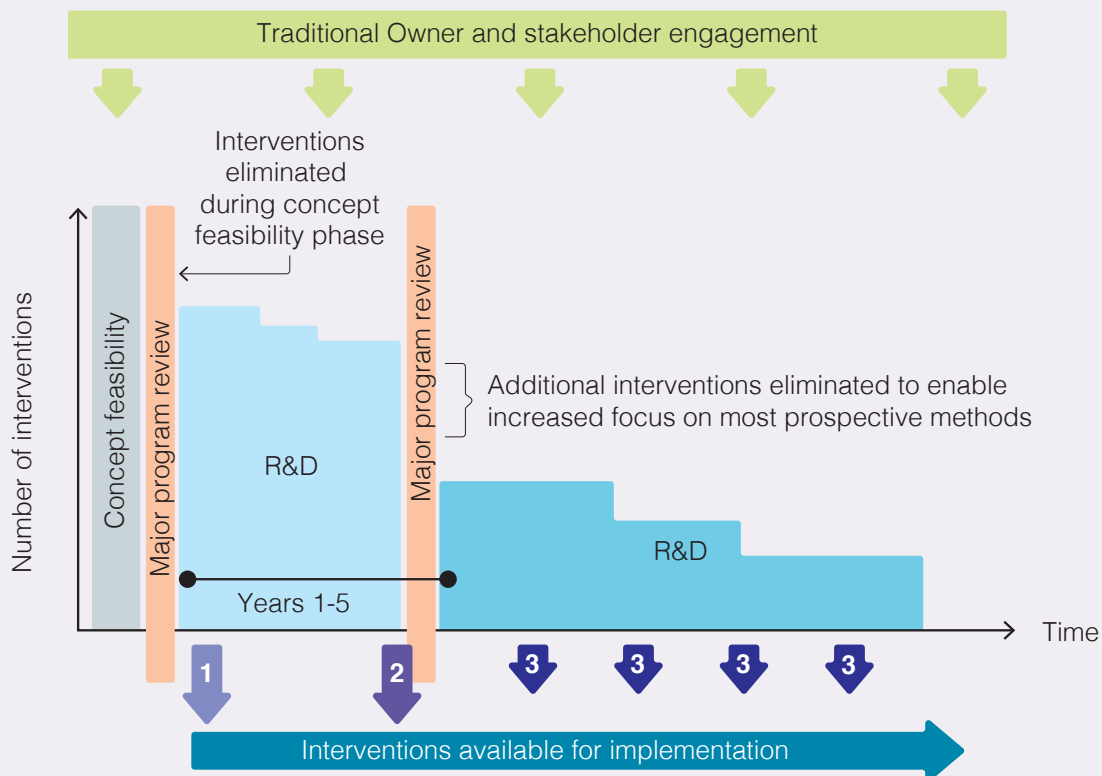 Traditional Owner and stakeholder engagement
Interventions
eliminated
during concept
feasibility phase
Number of interventions
Concept feasibility
Major program review
R&D
Years 1-5
Major program review
Additional interventions eliminated to enable
increased focus on most prospective methods
R&D
Time
1
2
3
3
3
3
Interventions available for implementation